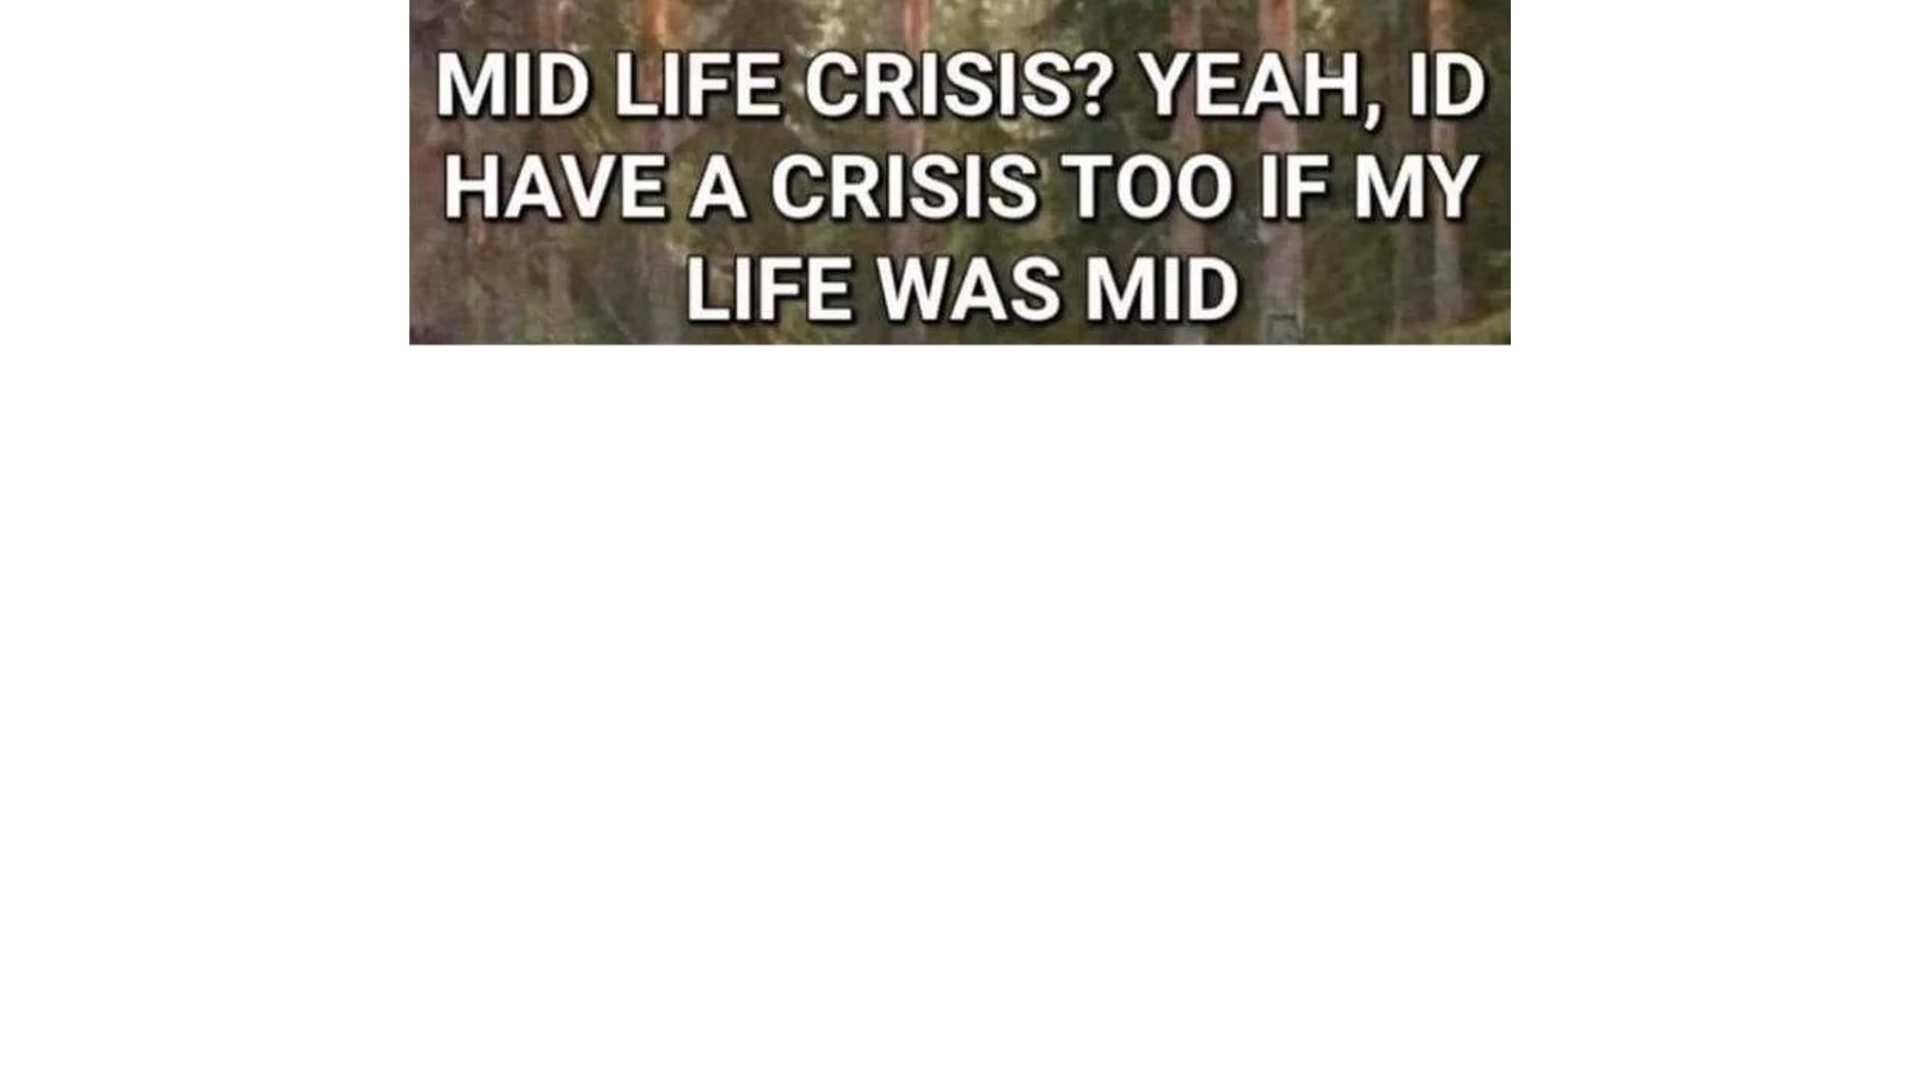 MID LIFE CRISIS? YEAH, ID
HAVE A CRISIS TOO IF MY
LIFE WAS MID